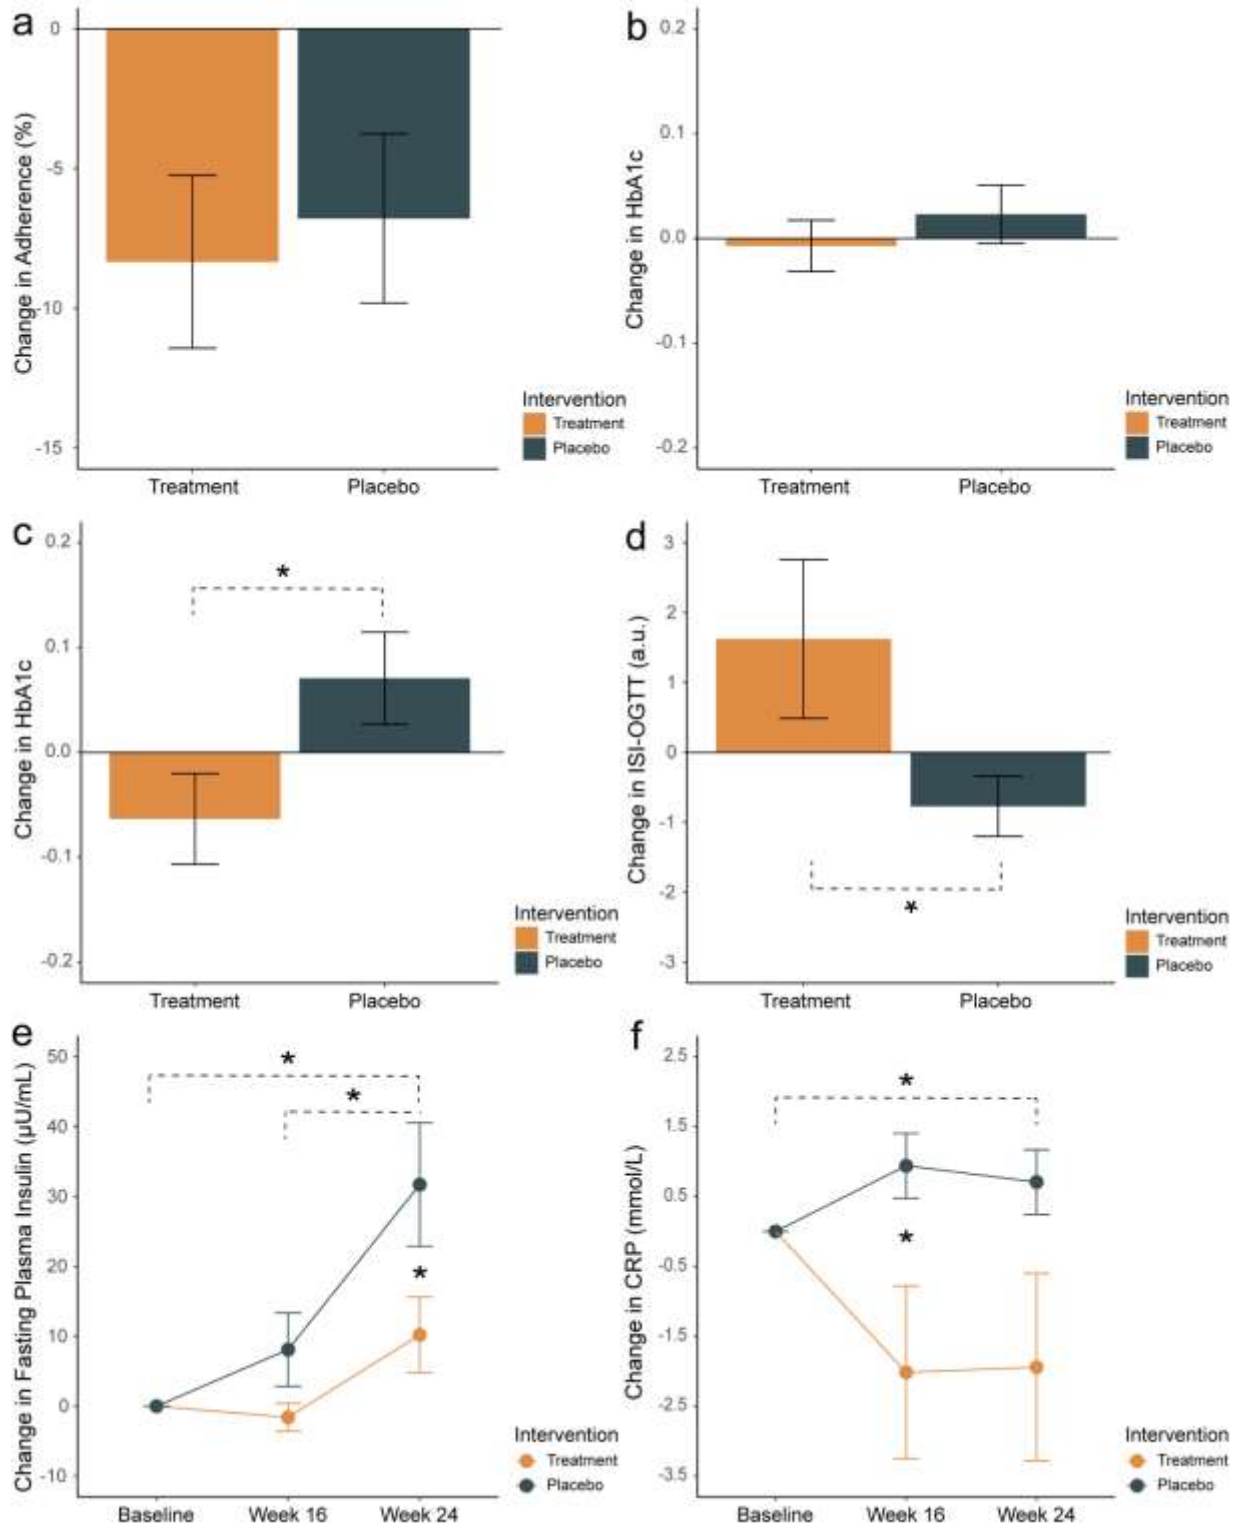 a
Change in Adherence (%)
0
-5
-10
-15
Treatment Placebo
Intervention
Treatment
Placebo
b
Change in HbA1c
0.2
0.1
0.0
-0.1
-0.2
Treatment Placebo
Intervention
Treatment
Placebo
c
Change in HbA1c
0.2
0.1
0.0
-0.1
-0.2
*
Treatment Placebo
Intervention
Treatment
Placebo
d
Change in ISI-OGTT (a.u.)
3
2
1
0
-1
-2
-3
*
Treatment Placebo
Intervention
Treatment
Placebo
e
Change in Fasting Plasma Insulin (µU/mL)
50
40
30
20
10
0
-10
*
*
*
Baseline Week 16 Week 24
Intervention
Treatment
Placebo
f
Change in CRP (mmol/L)
2.5
1.5
0.5
-0.5
-1.5
-2.5
-3.5
*
*
Baseline Week 16 Week 24
Intervention
Treatment
Placebo